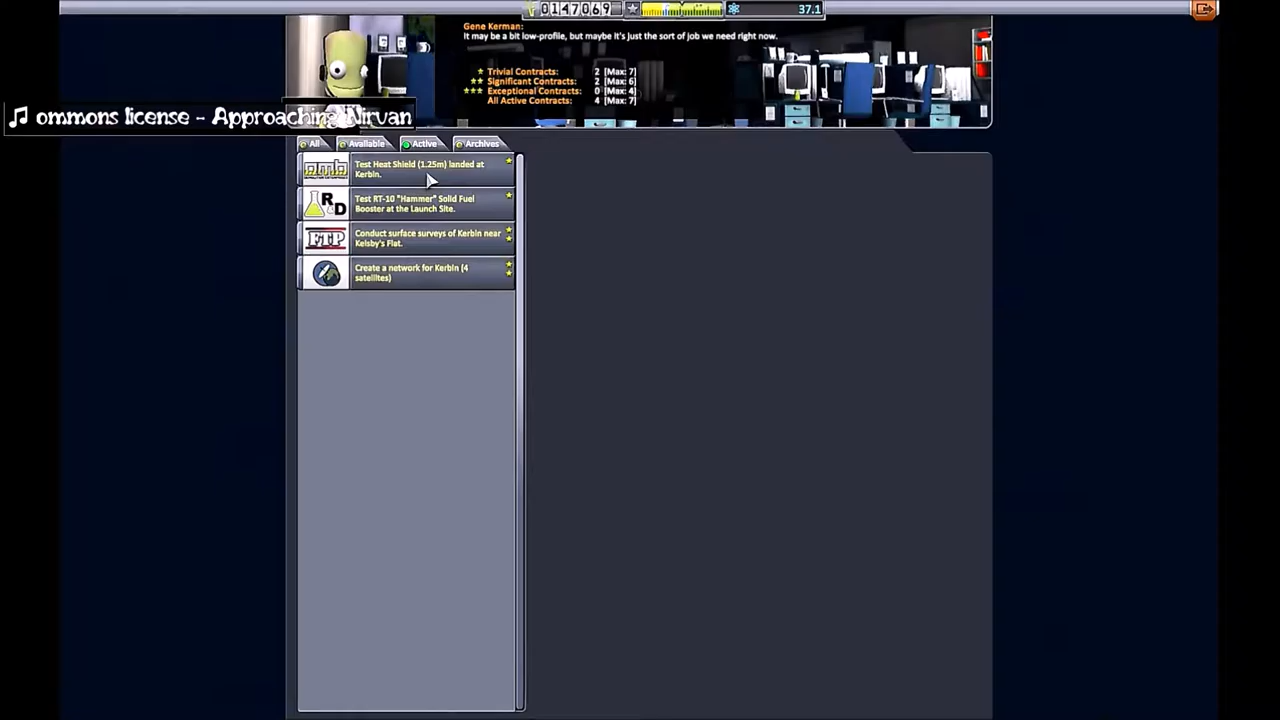 0147069
37.1
Gene Kerman:
It may be a bit low-profile, but maybe it's just the sort of job we need right now.
Trivial Contracts: 2 [Max: 7]
Significant Contracts: 2 [Max: 6]
Exceptional Contracts: 0 [Max: 4]
All Active Contracts: 4 [Max: 7]
♫ ommons license - Approaching Nirvan
All Available Active Archives
Test Heat Shield (1.25m) landed at
Kerbin.
R&D
Test RT-10 "Hammer" Solid Fuel
Booster at the Launch Site.
FTP
Conduct surface surveys of Kerbin near
Kelsby's Flat.
Create a network for Kerbin (4
satellites)